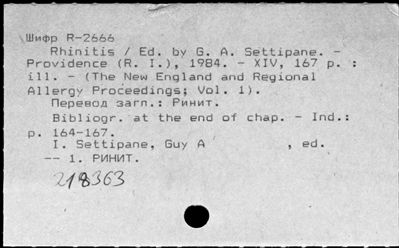 Шифр R-2666
Rhinitis / Ed. by G. A. Settipane. -
Providence (R. I.), 1984. - XIV, 167 p. :
ill. - (The New England and Regional
Allergy Proceedings; Vol. 1).
Перевод загл.: Ринит.
Bibliogr. at the end of chap. - Ind.:
p. 164-167.
I. Settipane, Guy A , ed.
-- 1. РИНИТ.
218363